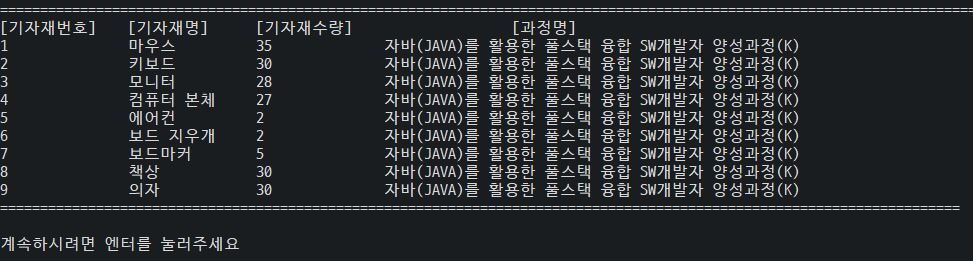 ========================================================================================================================
[기자재번호]	[기자재명]	[기자재수량]	[과정명]
1	마우스	35	자바(JAVA)를 활용한 풀스택 융합 SW개발자 양성과정(K)
2	키보드	30	자바(JAVA)를 활용한 풀스택 융합 SW개발자 양성과정(K)
3	모니터	28	자바(JAVA)를 활용한 풀스택 융합 SW개발자 양성과정(K)
4	컴퓨터 본체	27	자바(JAVA)를 활용한 풀스택 융합 SW개발자 양성과정(K)
5	에어컨	2	자바(JAVA)를 활용한 풀스택 융합 SW개발자 양성과정(K)
6	보드 지우개	2	자바(JAVA)를 활용한 풀스택 융합 SW개발자 양성과정(K)
7	보드마커	5	자바(JAVA)를 활용한 풀스택 융합 SW개발자 양성과정(K)
8	책상	30	자바(JAVA)를 활용한 풀스택 융합 SW개발자 양성과정(K)
9	의자	30	자바(JAVA)를 활용한 풀스택 융합 SW개발자 양성과정(K)
========================================================================================================================
계속하시려면 엔터를 눌러주세요